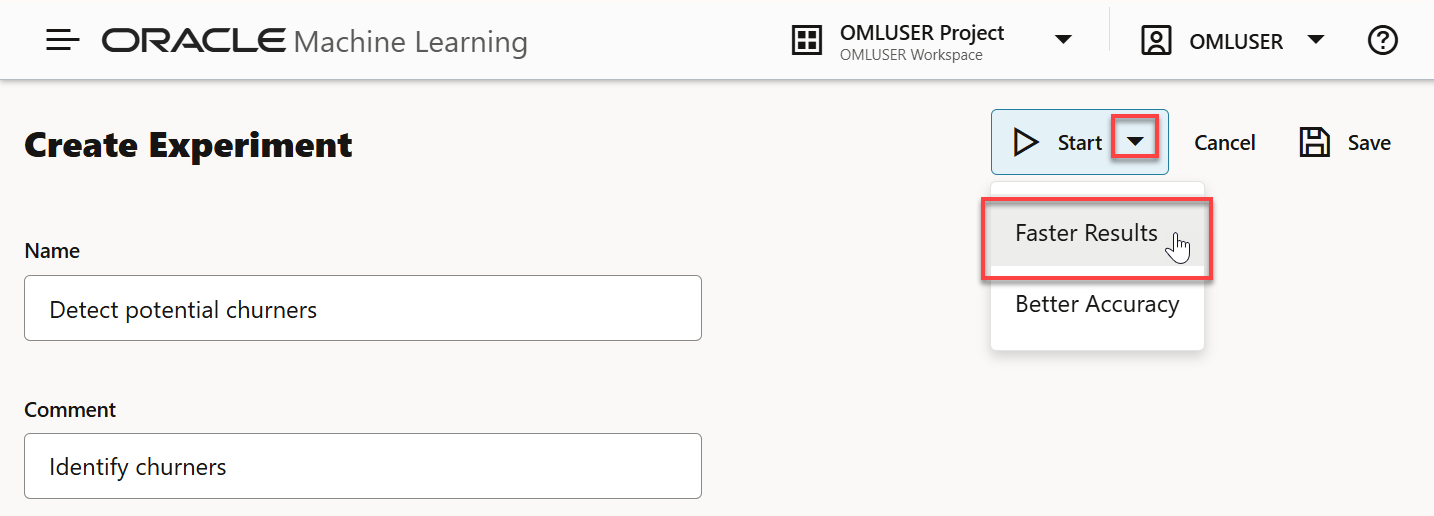 ORACLE Machine Learning
OMLUSER Project
OMLUSER Workspace
OMLUSER
?
Create Experiment
Start
Cancel
Save
Faster Results
Better Accuracy
Name
Detect potential churners
Comment
Identify churners